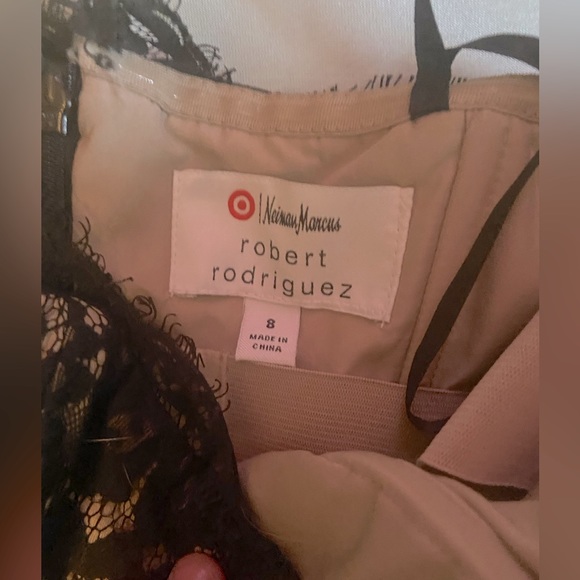 Neiman Marcus
robert
rodriguez
8
MADE IN
CHINA